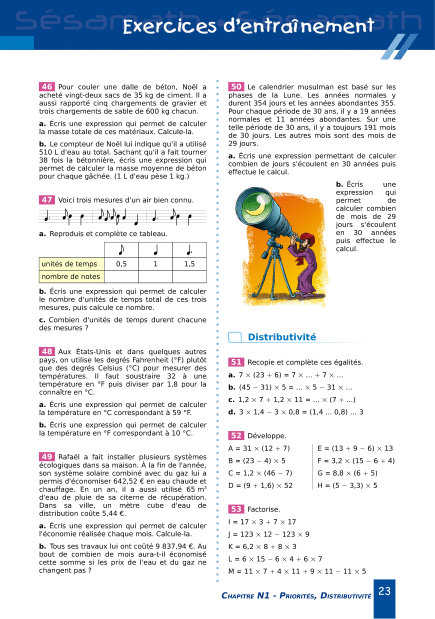 Sésamath
Sésamath
Exercices d'entraînement
46 Pour couler une dalle de béton, Noël a
acheté vingt-deux sacs de 35 kg de ciment. Il a
aussi rapporté cinq chargements de gravier et
trois chargements de sable de 600 kg chacun.
a. Écris une expression qui permet de calculer
la masse totale de ces matériaux. Calcule-la.
b. Le compteur de Noël lui indique qu'il a utilisé
510 L d'eau au total. Sachant qu'il a fait tourner
38 fois la bétonnière, écris une expression qui
permet de calculer la masse moyenne de béton
pour chaque gâchée. (1 L d'eau pèse 1 kg.)
47 Voici trois mesures d'un air bien connu.
a. Reproduis et complète ce tableau.
unités de temps 0,5 1 1,5
nombre de notes
b. Écris une expression qui permet de calculer
le nombre d'unités de temps total de ces trois
mesures, puis calcule ce nombre.
c. Combien d'unités de temps durent chacune
des mesures ?
48 Aux États-Unis et dans quelques autres
pays, on utilise les degrés Fahrenheit (°F) plutôt
que des degrés Celsius (°C) pour mesurer des
températures. Il faut soustraire 32 à une
température en °F puis diviser par 1,8 pour la
connaître en °C.
a. Écris une expression qui permet de calculer
la température en °C correspondant à 59 °F.
b. Écris une expression qui permet de calculer
la température en °F correspondant à 10 °C.
49 Rafaël a fait installer plusieurs systèmes
écologiques dans sa maison. À la fin de l'année,
son système solaire combiné avec du gaz lui a
permis d'économiser 642,52 € en eau chaude et
chauffage. En un an, il a aussi utilisé 65 m³
d'eau de pluie de sa citerne de récupération.
Dans sa ville, un mètre cube d'eau de
distribution coûte 5,44 €.
a. Écris une expression qui permet de calculer
l'économie réalisée chaque mois. Calcule-la.
b. Tous ses travaux lui ont coûté 9 837,94 €. Au
bout de combien de mois aura-t-il économisé
cette somme si les prix de l'eau et du gaz ne
changent pas ?
50 Le calendrier musulman est basé sur les
phases de la Lune. Les années normales y
durent 354 jours et les années abondantes 355.
Pour chaque période de 30 ans, il y a 19 années
normales et 11 années abondantes. Sur une
telle période de 30 ans, il y a toujours 191 mois
de 30 jours. Les autres mois sont des mois de
29 jours.
a. Écris une expression permettant de calculer
combien de jours s'écoulent en 30 années puis
effectue le calcul.
b. Écris une
expression qui
permet de
calculer combien
de mois de 29
jours s'écoulent
en 30 années
puis effectue le
calcul.
Distributivité
51 Recopie et complète ces égalités.
a. 7 × (23 + 6) = 7 × ... + 7 × ...
b. (45 − 31) × 5 = ... × 5 − 31 × ...
c. 1,2 × 7 + 1,2 × 11 = ... × (7 + ...)
d. 3 × 1,4 − 3 × 0,8 = (1,4 ... 0,8) ... 3
52 Développe.
A = 31 × (12 + 7)
B = (23 − 4) × 5
C = 1,2 × (46 − 7)
D = (9 + 1,6) × 52
E = (13 + 9 − 6) × 13
F = 3,2 × (15 − 6 + 4)
G = 8,8 × (6 + 5)
H = (5 − 3,3) × 5
53 Factorise.
I = 17 × 3 + 7 × 17
J = 123 × 12 − 123 × 9
K = 6,2 × 8 + 8 × 3
L = 6 × 15 − 6 × 4 + 6 × 7
M = 11 × 7 + 4 × 11 + 9 × 11 − 11 × 5
CHAPITRE N1 - PRIORITÉS, DISTRIBUTIVITÉ 23